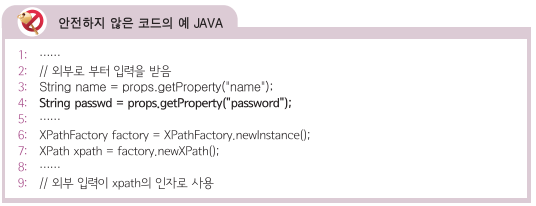 안전하지 않은 코드의 예 JAVA
1: ……
2: // 외부로 부터 입력을 받음
3: String name = props.getProperty("name");
4: String passwd = props.getProperty("password");
5: ……
6: XPathFactory factory = XPathFactory.newInstance();
7: XPath xpath = factory.newXPath();
8: ……
9: // 외부 입력이 xpath의 인자로 사용